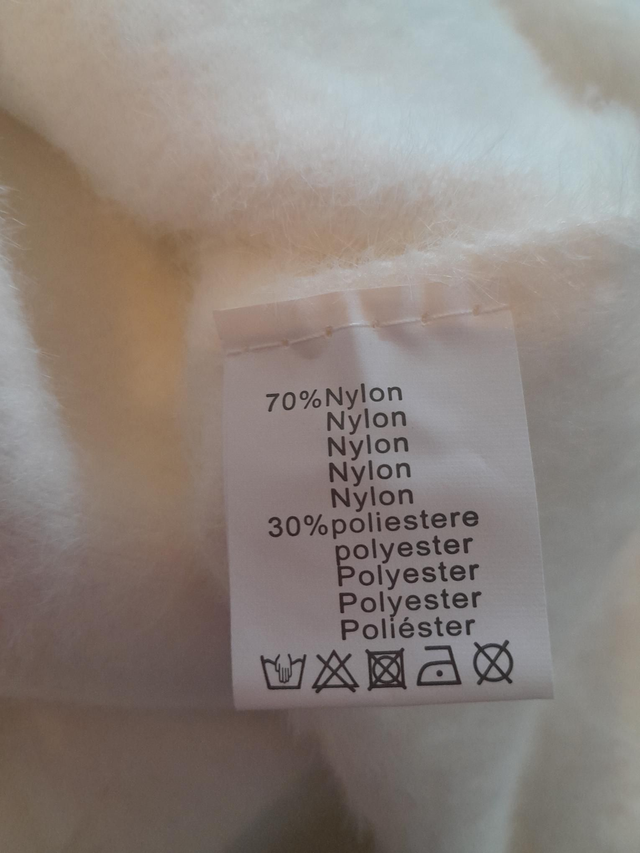 70%Nylon
Nylon
Nylon
Nylon
Nylon
30%poliestere
polyester
Polyester
Polyester
Poliéster